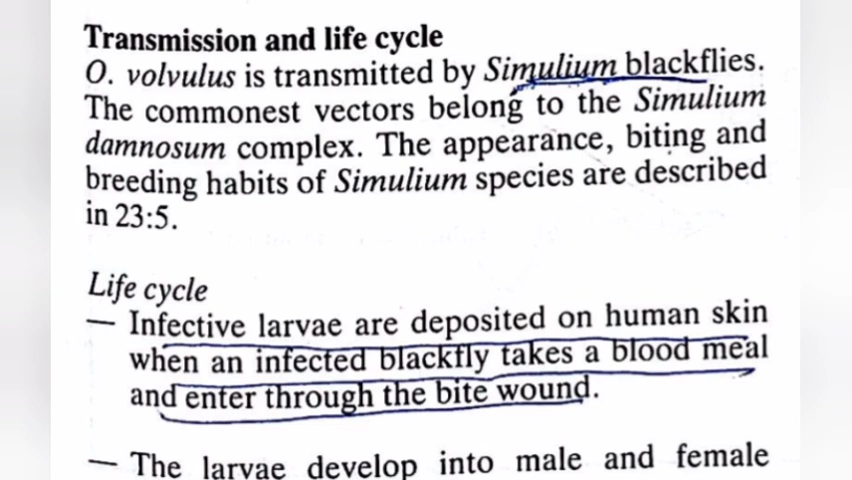 Transmission and life cycle
O. volvulus is transmitted by Simulium blackflies.
The commonest vectors belong to the Simulium
damnosum complex. The appearance, biting and
breeding habits of Simulium species are described
in 23:5.
Life cycle
— Infective larvae are deposited on human skin
when an infected blackfly takes a blood meal
and enter through the bite wound.
— The larvae develop into male and female